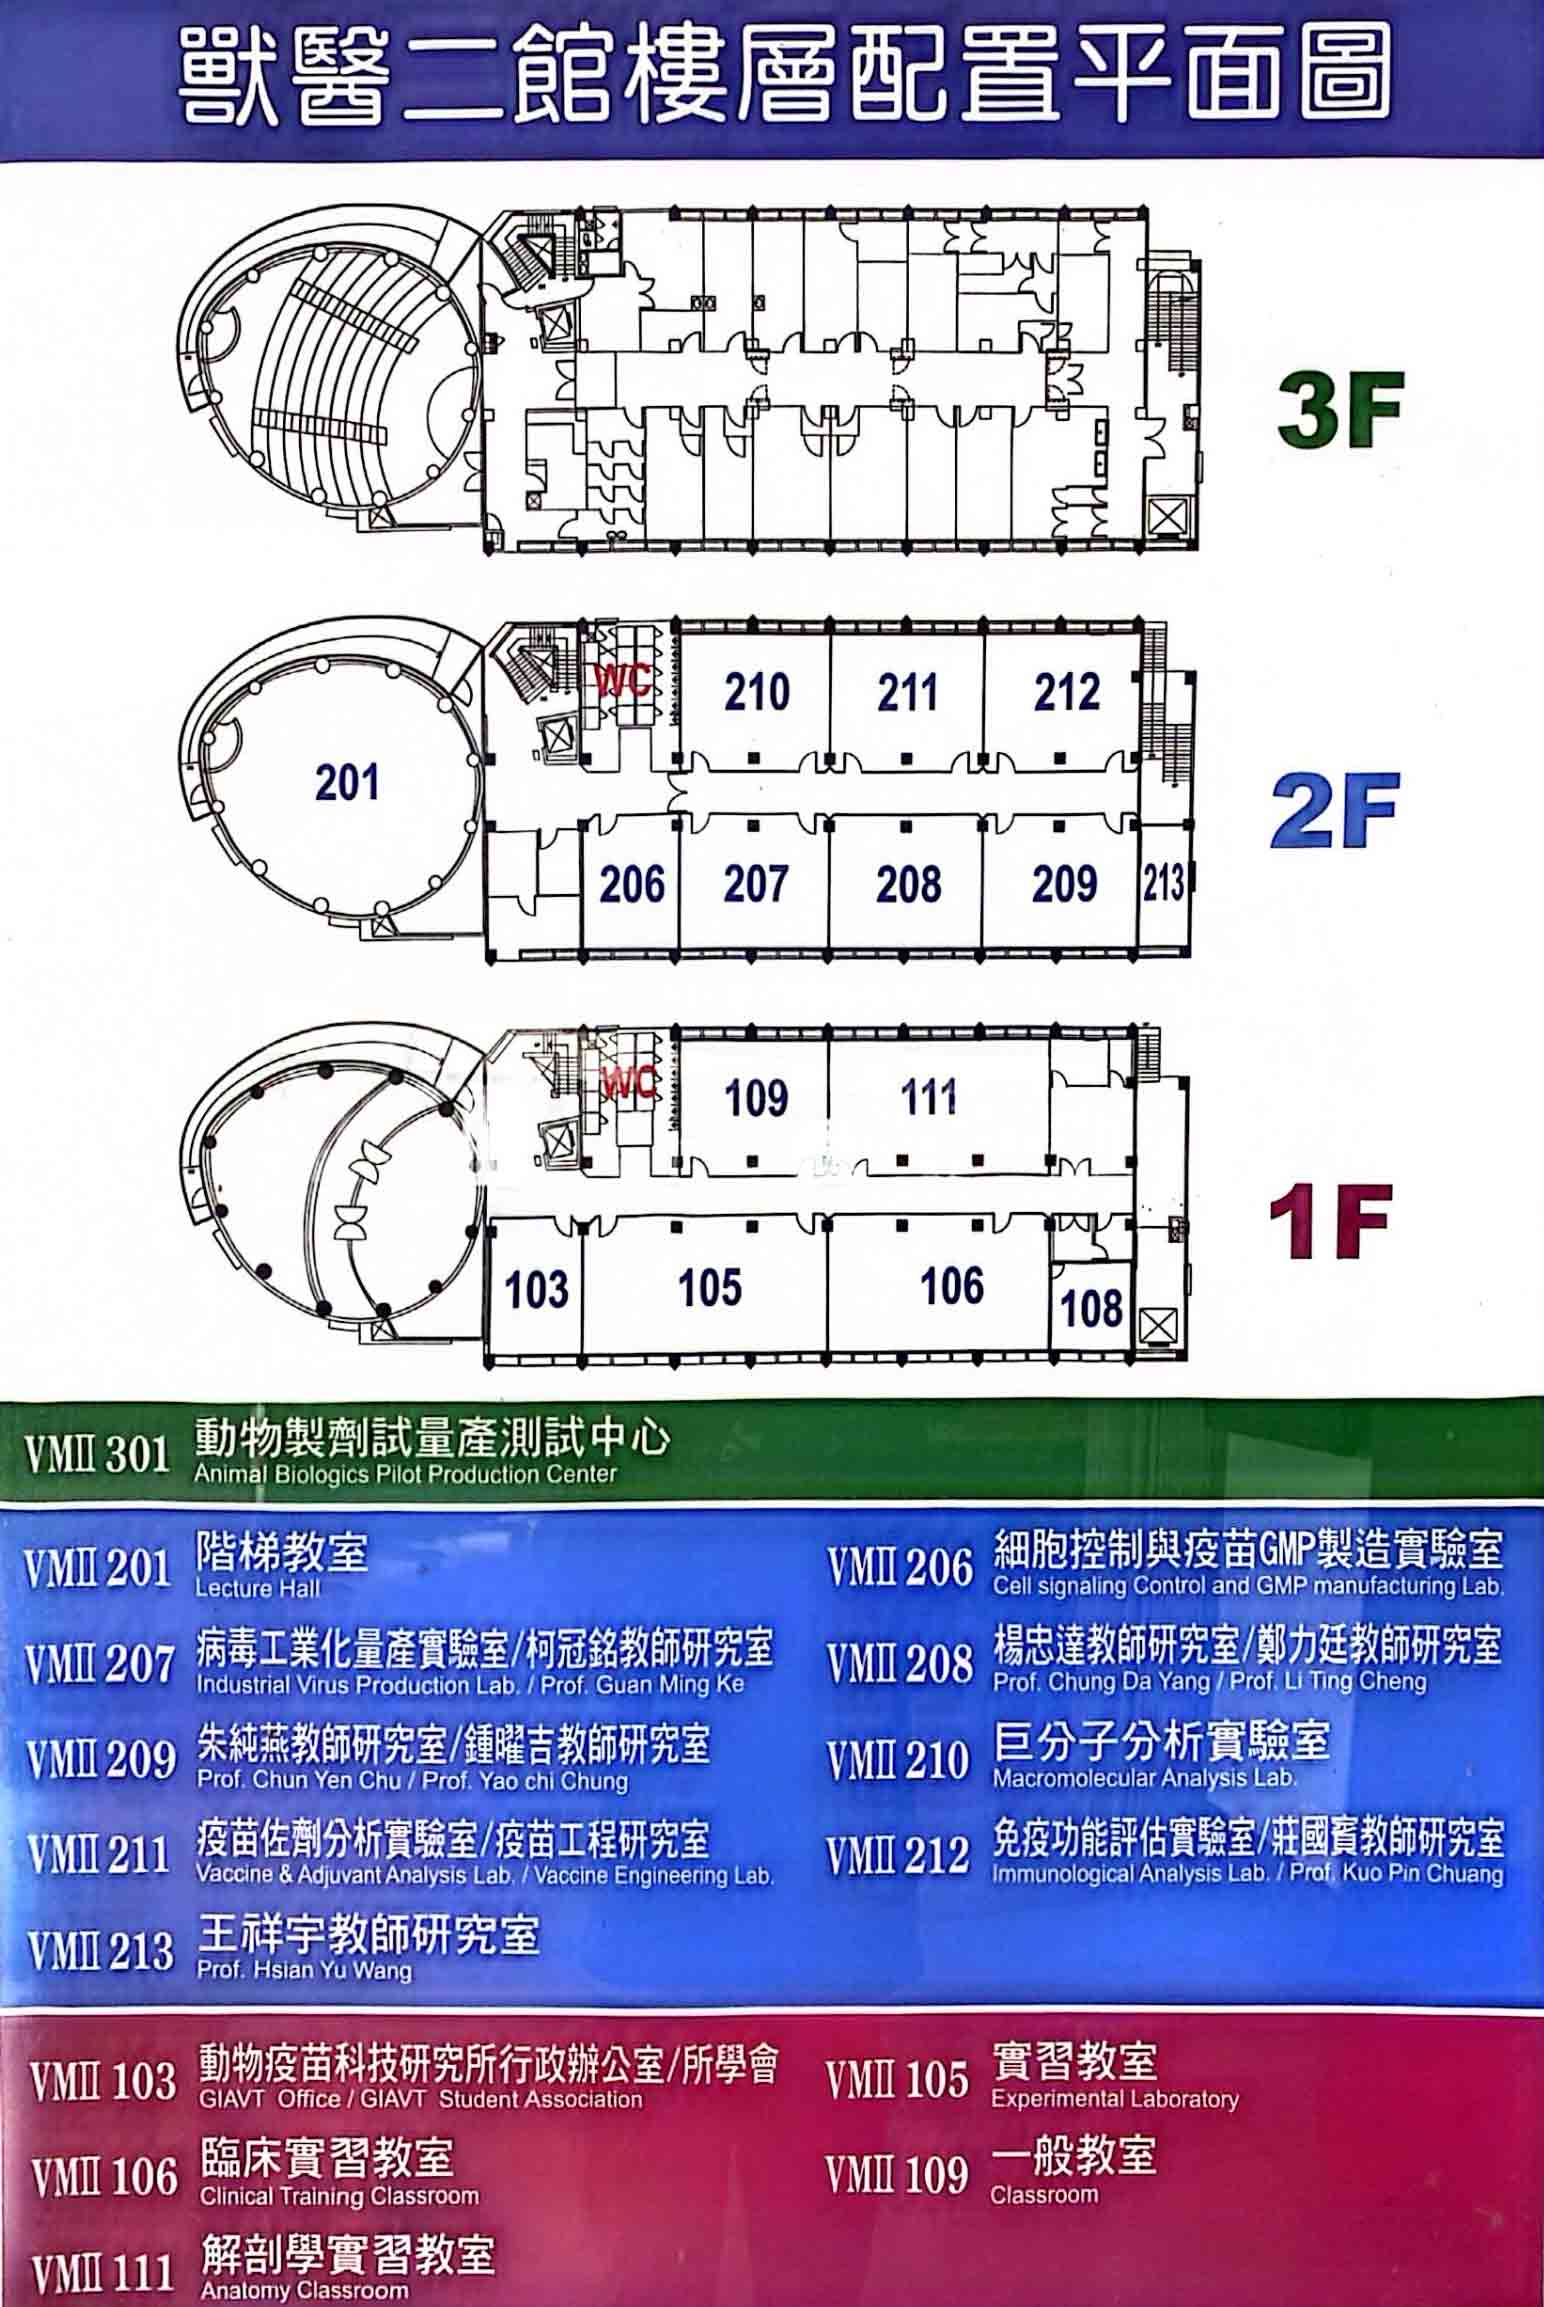 獸醫二館樓層配置平面圖
3F
WC
210
211
212
201
2F
206
207
208
209
213
WC
109
111
1F
103
105
106
108
VMII 301
動物製劑試量產測試中心
Animal Biologics Pilot Production Center
VMII 201
階梯教室
Lecture Hall
VMII 206
細胞控制與疫苗GMP製造實驗室
Cell signaling Control and GMP manufacturing Lab.
VMII 207
病毒工業化量產實驗室/柯冠銘教師研究室
Industrial Virus Production Lab. / Prof. Guan Ming Ke
VMII 208
楊忠達教師研究室/鄭力廷教師研究室
Prof. Chung Da Yang / Prof. Li Ting Cheng
VMII 209
朱純燕教師研究室/鍾曜吉教師研究室
Prof. Chun Yen Chu / Prof. Yao chi Chung
VMII 210
巨分子分析實驗室
Macromolecular Analysis Lab.
VMII 211
疫苗佐劑分析實驗室/疫苗工程研究室
Vaccine & Adjuvant Analysis Lab. / Vaccine Engineering Lab.
VMII 212
免疫功能評估實驗室/莊國賓教師研究室
Immunological Analysis Lab. / Prof. Kuo Pin Chuang
VMII 213
王祥宇教師研究室
Prof. Hsian Yu Wang
VMII 103
動物疫苗科技研究所行政辦公室/所學會
GIAVT Office / GIAVT Student Association
VMII 105
實習教室
Experimental Laboratory
VMII 106
臨床實習教室
Clinical Training Classroom
VMII 109
一般教室
Classroom
VMII 111
解剖學實習教室
Anatomy Classroom